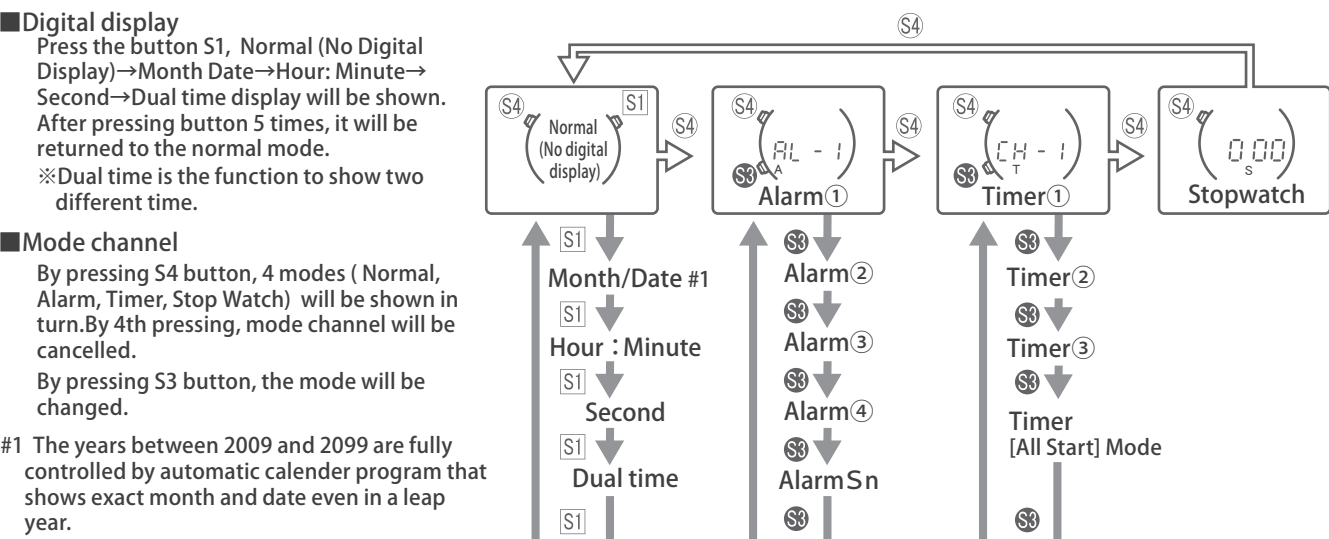 ■Digital display
Press the button S1, Normal (No Digital
Display)→Month Date→Hour: Minute→
Second→Dual time display will be shown.
After pressing button 5 times, it will be
returned to the normal mode.
※Dual time is the function to show two
different time.
■Mode channel
By pressing S4 button, 4 modes ( Normal,
Alarm, Timer, Stop Watch) will be shown in
turn.By 4th pressing, mode channel will be
cancelled.
By pressing S3 button, the mode will be
changed.
#1 The years between 2009 and 2099 are fully
controlled by automatic calender program that
shows exact month and date even in a leap
year.
S4
S4
S1
Normal
(No digital
display)
S4
S4
AL - 1
A
S3
Alarm①
S4
S4
CH - 1
T
S3
Timer①
S4
S4
0 00
S
Stopwatch
S1
Month/Date #1
S1
Hour：Minute
S1
Second
S1
Dual time
S1
S3
Alarm②
S3
Alarm③
S3
Alarm④
S3
AlarmSn
S3
S3
Timer②
S3
Timer③
S3
Timer
[All Start] Mode
S3